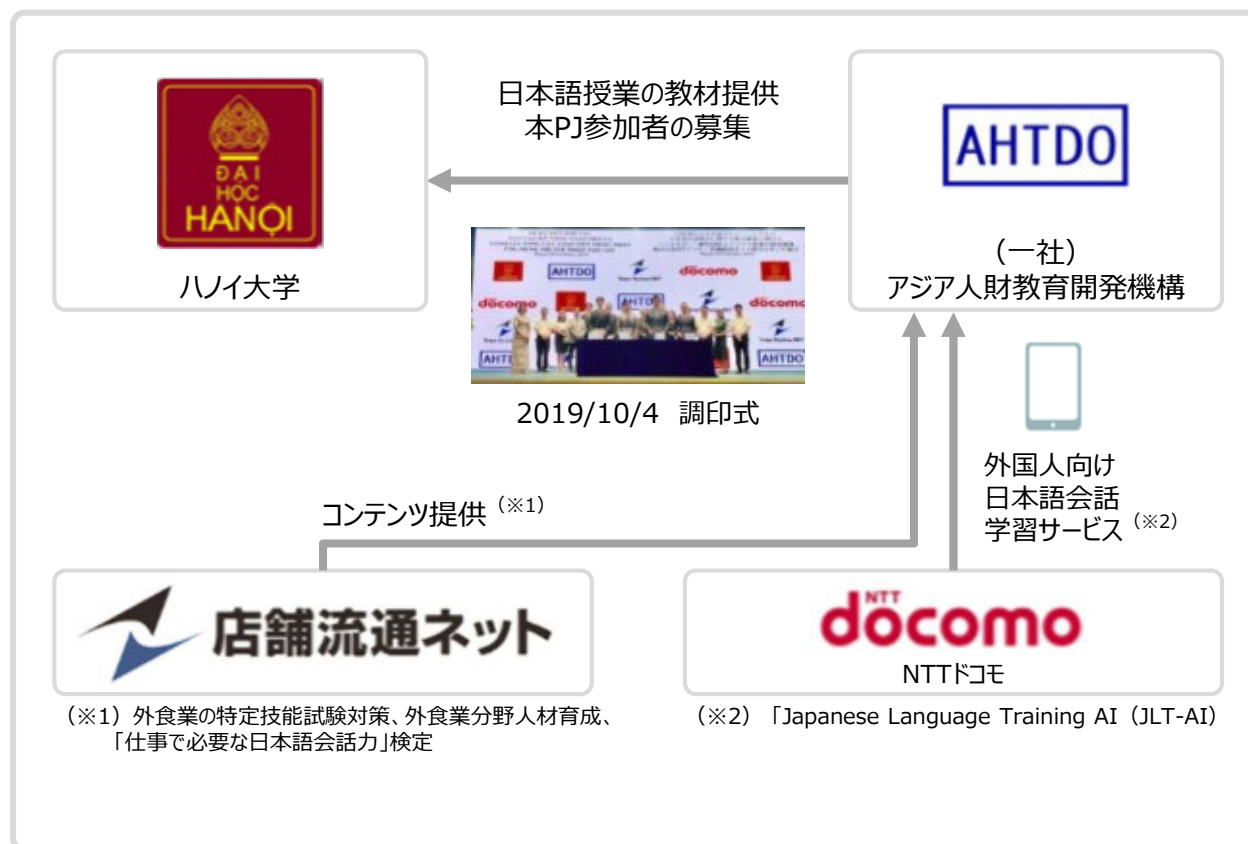 ĐẠI
HỌC
HANỘI
ハノイ大学
日本語授業の教材提供
本PJ参加者の募集
AHTDO
（一社）
アジア人財教育開発機構
AHTDO
docomo
docomo
AHTDO
docomo
AHTDO
2019/10/4 調印式
外国人向け
日本語会話
学習サービス（※2）
コンテンツ提供（※1）
店舗流通ネット
NTT
docomo
NTTドコモ
（※1）外食業の特定技能試験対策、外食業分野人材育成、
「仕事で必要な日本語会話力」検定
（※2）「Japanese Language Training AI（JLT-AI）